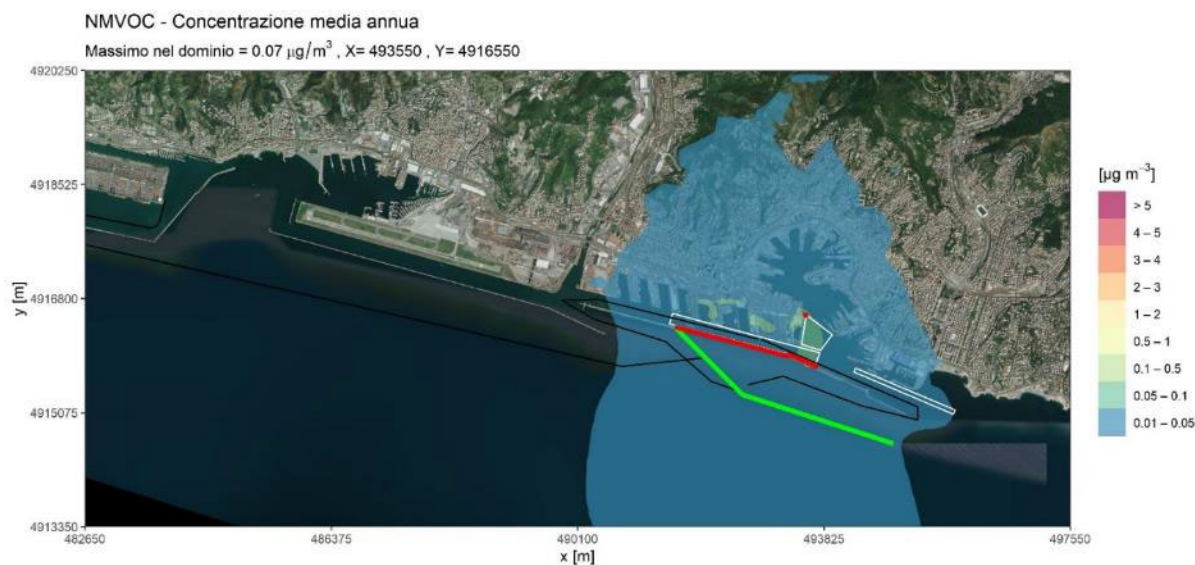 NMVOC - Concentrazione media annua
Massimo nel dominio = 0.07 μg/m³ , X= 493550 , Y= 4916550
4920250
4918525
4916800
4915075
4913350
y [m]
482650
486375
490100
493825
497550
x [m]
[μg m⁻³]
> 5
4 – 5
3 – 4
2 – 3
1 – 2
0.5 – 1
0.1 – 0.5
0.05 – 0.1
0.01 – 0.05